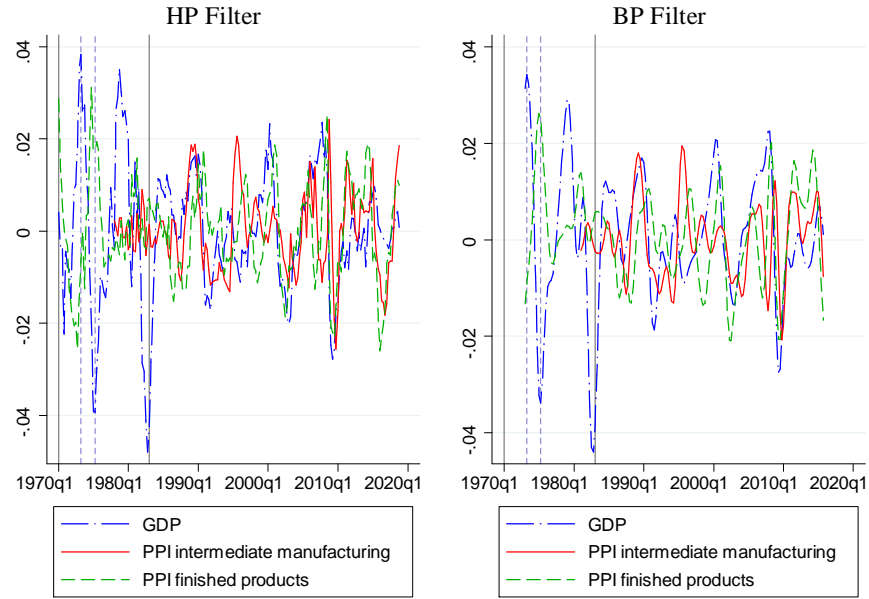 HP Filter
.04
.02
0
-.02
-.04
1970q1 1980q1 1990q1 2000q1 2010q1 2020q1
GDP
PPI intermediate manufacturing
PPI finished products
BP Filter
.04
.02
0
-.02
-.04
1970q1 1980q1 1990q1 2000q1 2010q1 2020q1
GDP
PPI intermediate manufacturing
PPI finished products